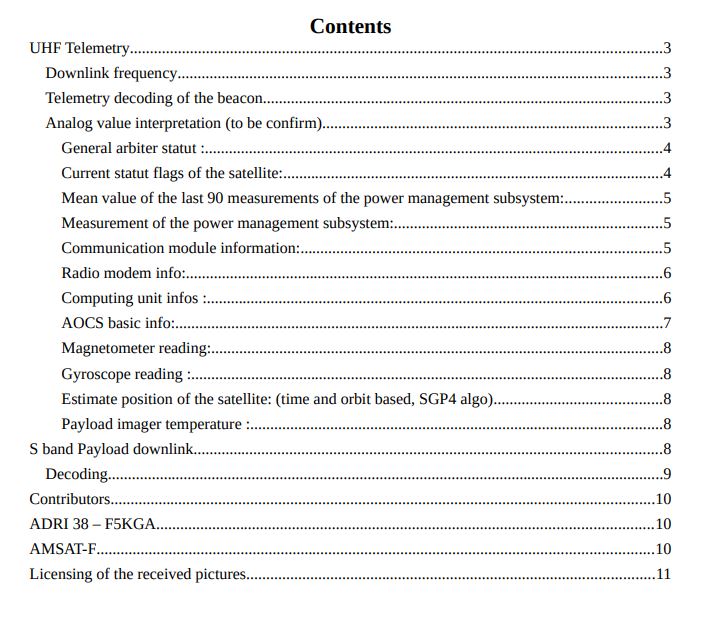 Contents
UHF Telemetry...3
Downlink frequency...3
Telemetry decoding of the beacon...3
Analog value interpretation (to be confirm)...3
General arbiter statut :...4
Current statut flags of the satellite:...4
Mean value of the last 90 measurements of the power management subsystem:...5
Measurement of the power management subsystem:...5
Communication module information:...5
Radio modem info:...6
Computing unit infos :...6
AOCS basic info:...7
Magnetometer reading:...8
Gyroscope reading :...8
Estimate position of the satellite: (time and orbit based, SGP4 algo)...8
Payload imager temperature :...8
S band Payload downlink...8
Decoding...9
Contributors...10
ADRI 38 – F5KGA...10
AMSAT-F...10
Licensing of the received pictures...11